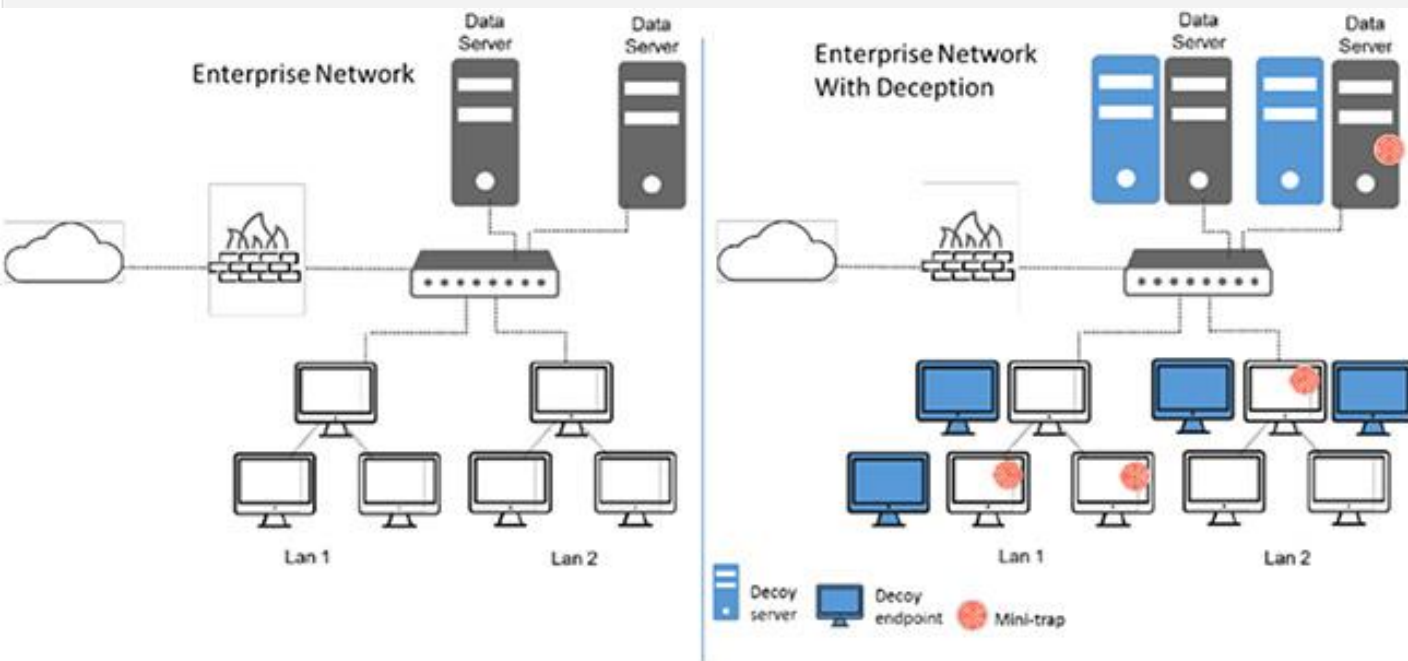 Data
Server
Data
Server
Enterprise Network
Lan 1
Lan 2
Enterprise Network
With Deception
Data
Server
Data
Server
Lan 1
Lan 2
Decoy
server
Decoy
endpoint
Mini-trap